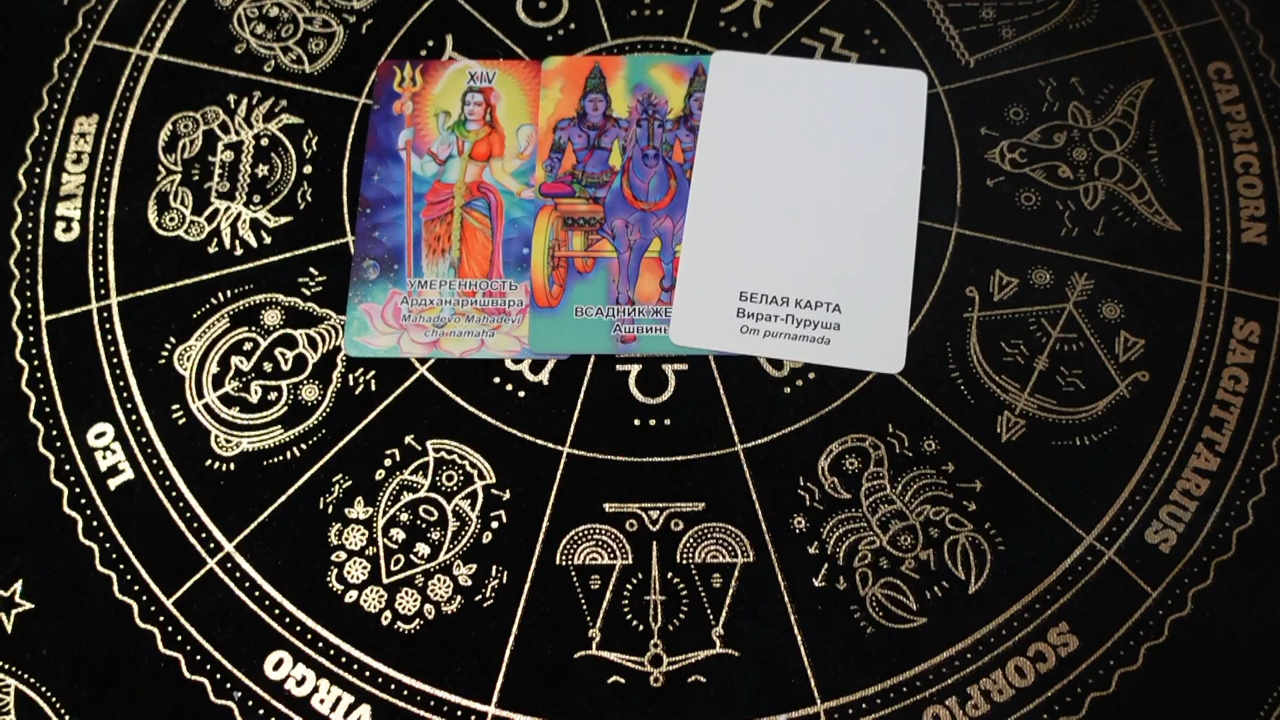 XIV
УМЕРЕННОСТЬ
Ардханаришвара
Mahadevo Mahadevi
cha namaha
ВСАДНИК
БЕЛАЯ КАРТА
Вират-Пуруша
Om purnamada
CANCER
LEO
VIRGO
SCORPIO
SAGITTARIUS
CAPRICORN